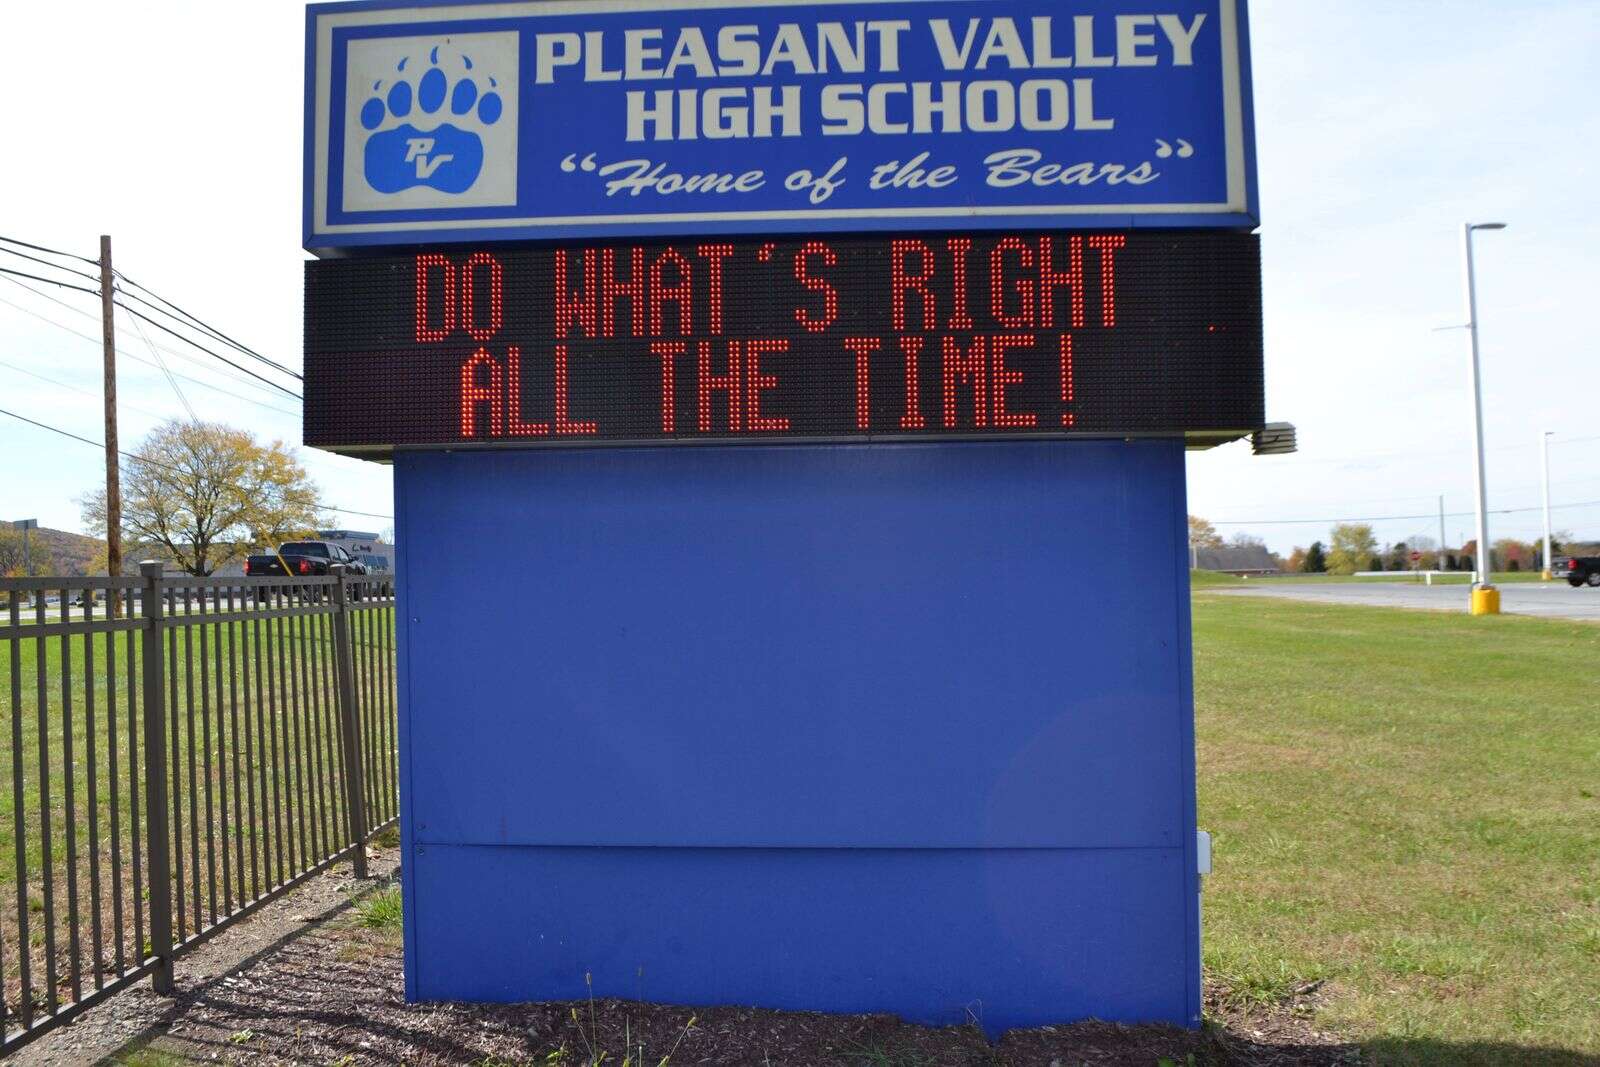 PV
PLEASANT VALLEY
HIGH SCHOOL
"Home of the Bears"
DO WHAT'S RIGHT
ALL THE TIME!